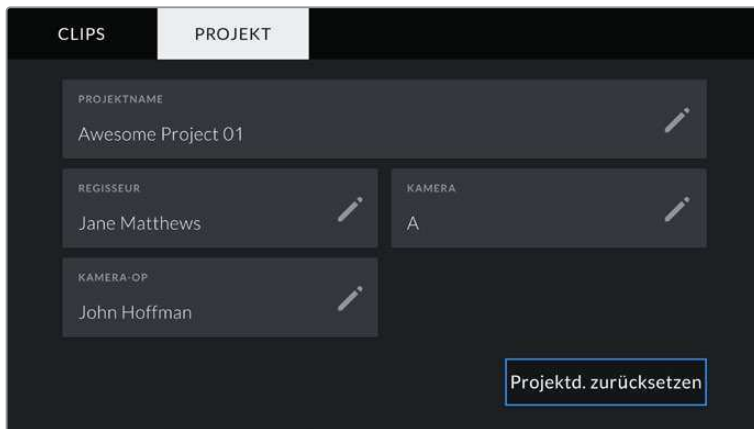 CLIPS
PROJEKT
PROJEKTNAME
Awesome Project 01
REGISSEUR
Jane Matthews
KAMERA
A
KAMERA-OP
John Hoffman
Projektd. zurücksetzen